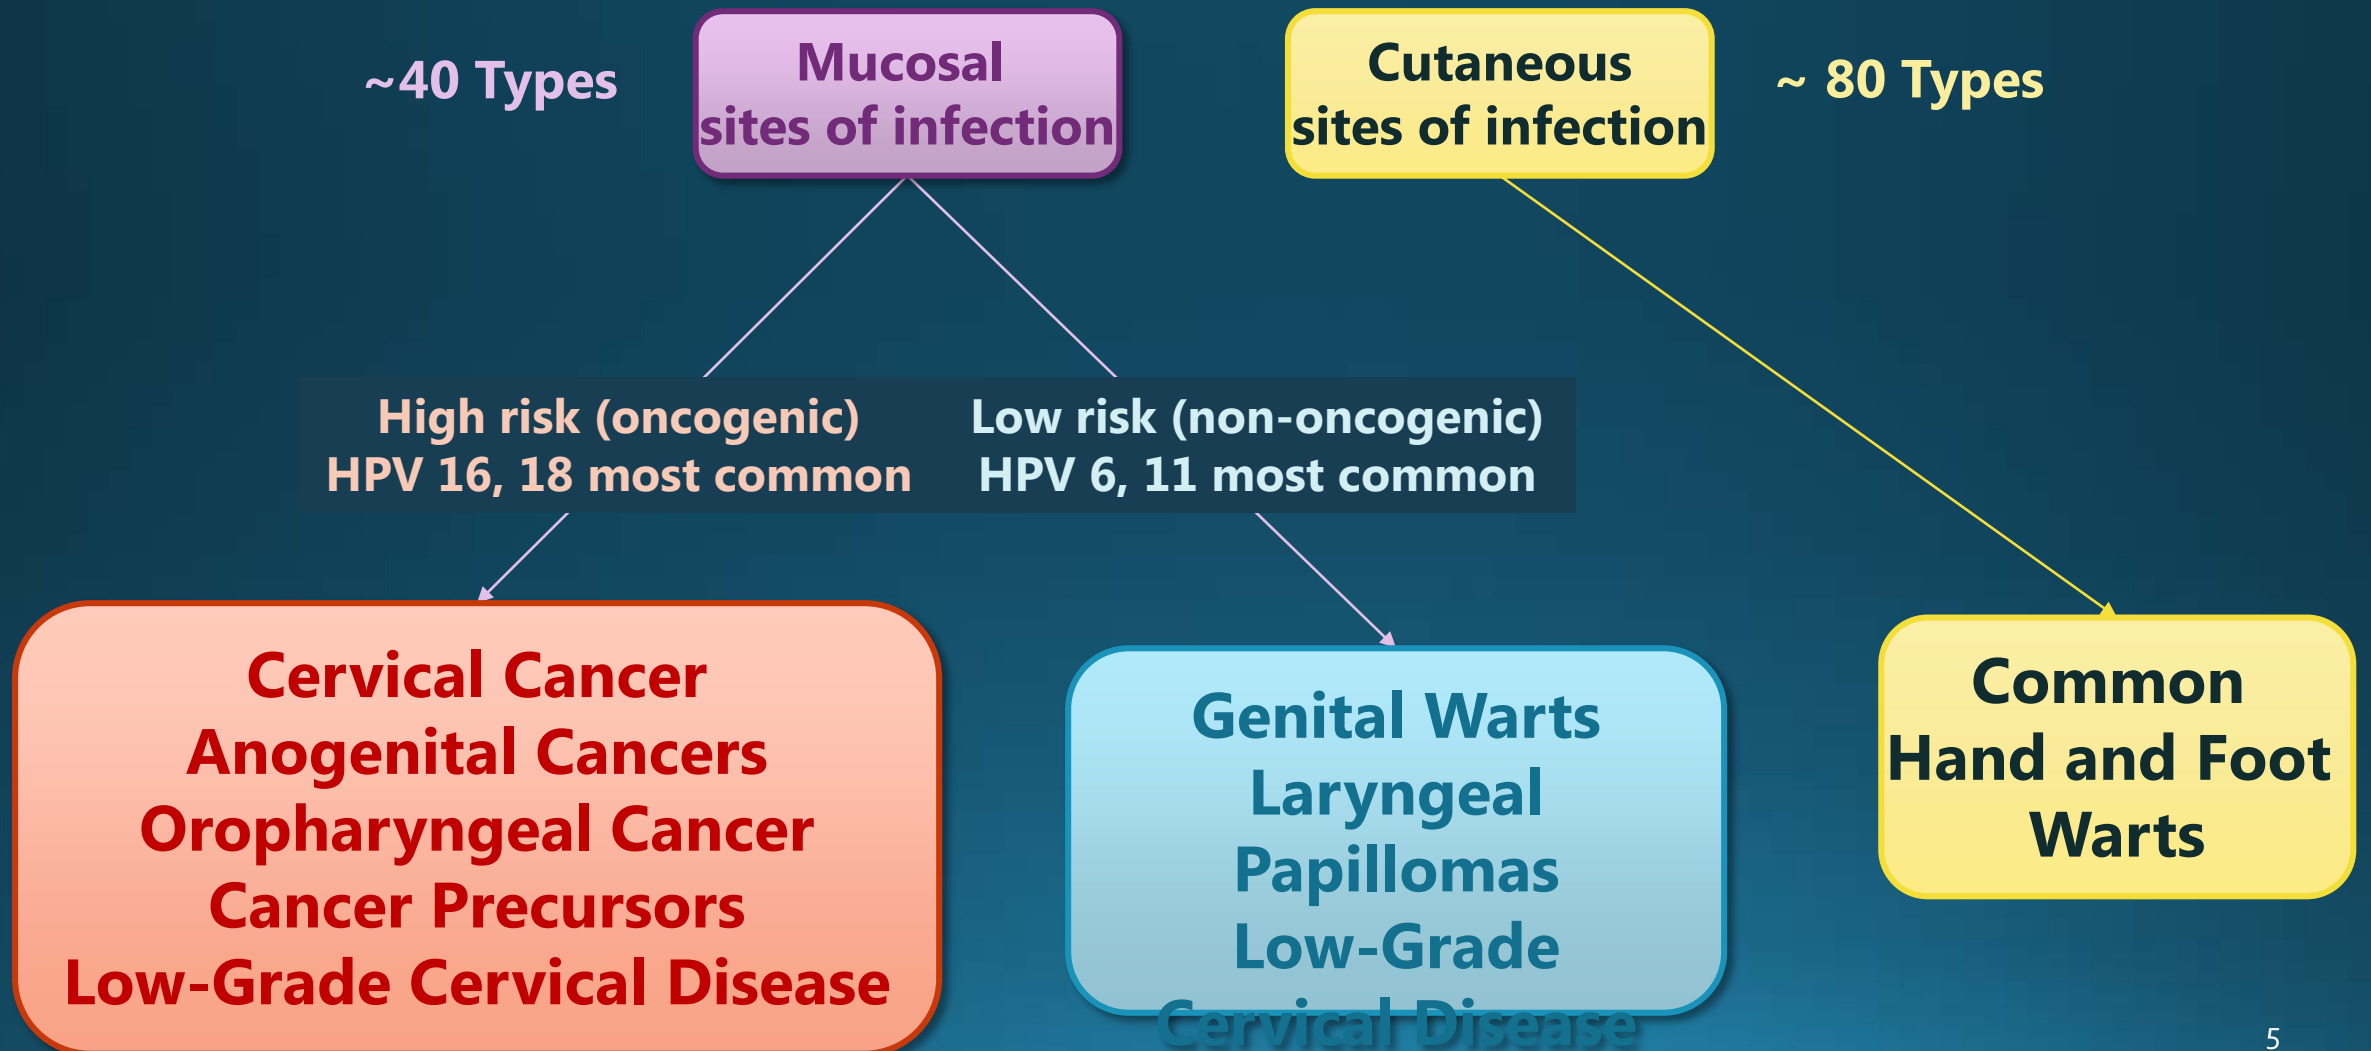 ~40 Types
Mucosal
sites of infection
Cutaneous
sites of infection
~ 80 Types
High risk (oncogenic)
HPV 16, 18 most common
Low risk (non-oncogenic)
HPV 6, 11 most common
Cervical Cancer
Anogenital Cancers
Oropharyngeal Cancer
Cancer Precursors
Low-Grade Cervical Disease
Genital Warts
Laryngeal
Papillomas
Low-Grade
Cervical Disease
Common
Hand and Foot
Warts
5